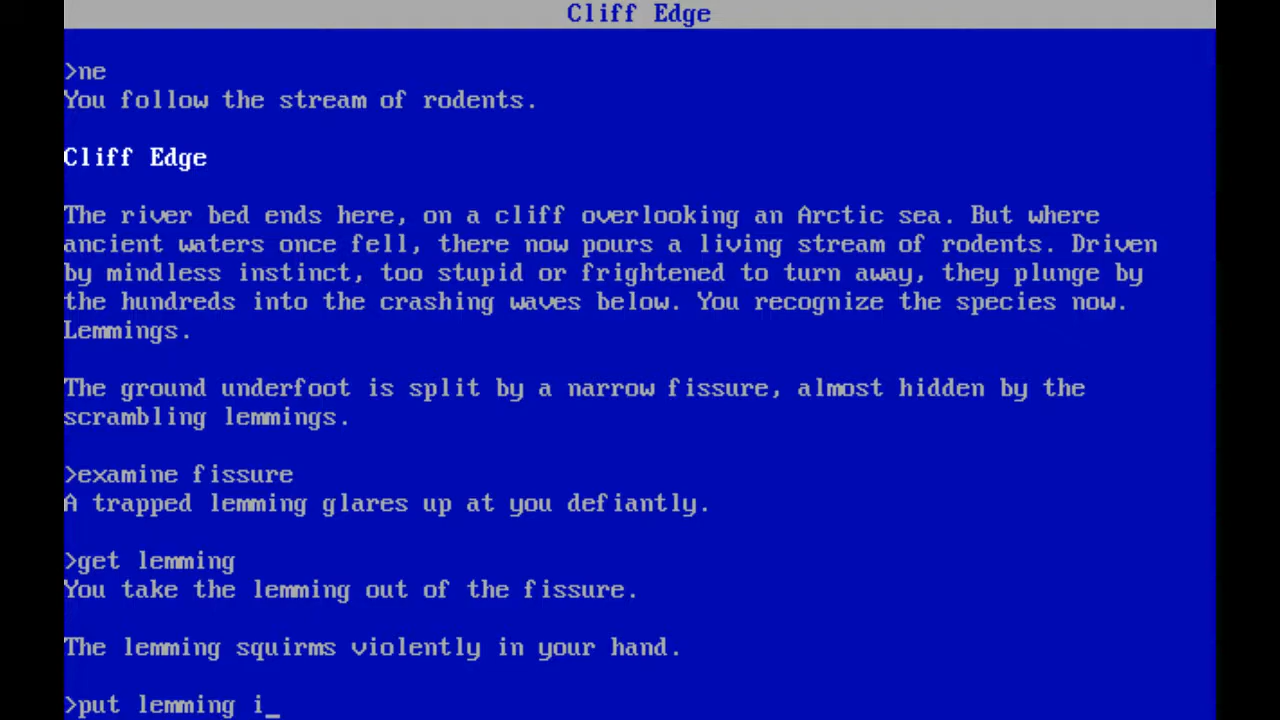 Cliff Edge
>ne
You follow the stream of rodents.
Cliff Edge
The river bed ends here, on a cliff overlooking an Arctic sea. But where
ancient waters once fell, there now pours a living stream of rodents. Driven
by mindless instinct, too stupid or frightened to turn away, they plunge by
the hundreds into the crashing waves below. You recognize the species now.
Lemmings.
The ground underfoot is split by a narrow fissure, almost hidden by the
scrambling lemmings.
>examine fissure
A trapped lemming glares up at you defiantly.
>get lemming
You take the lemming out of the fissure.
The lemming squirms violently in your hand.
>put lemming i_